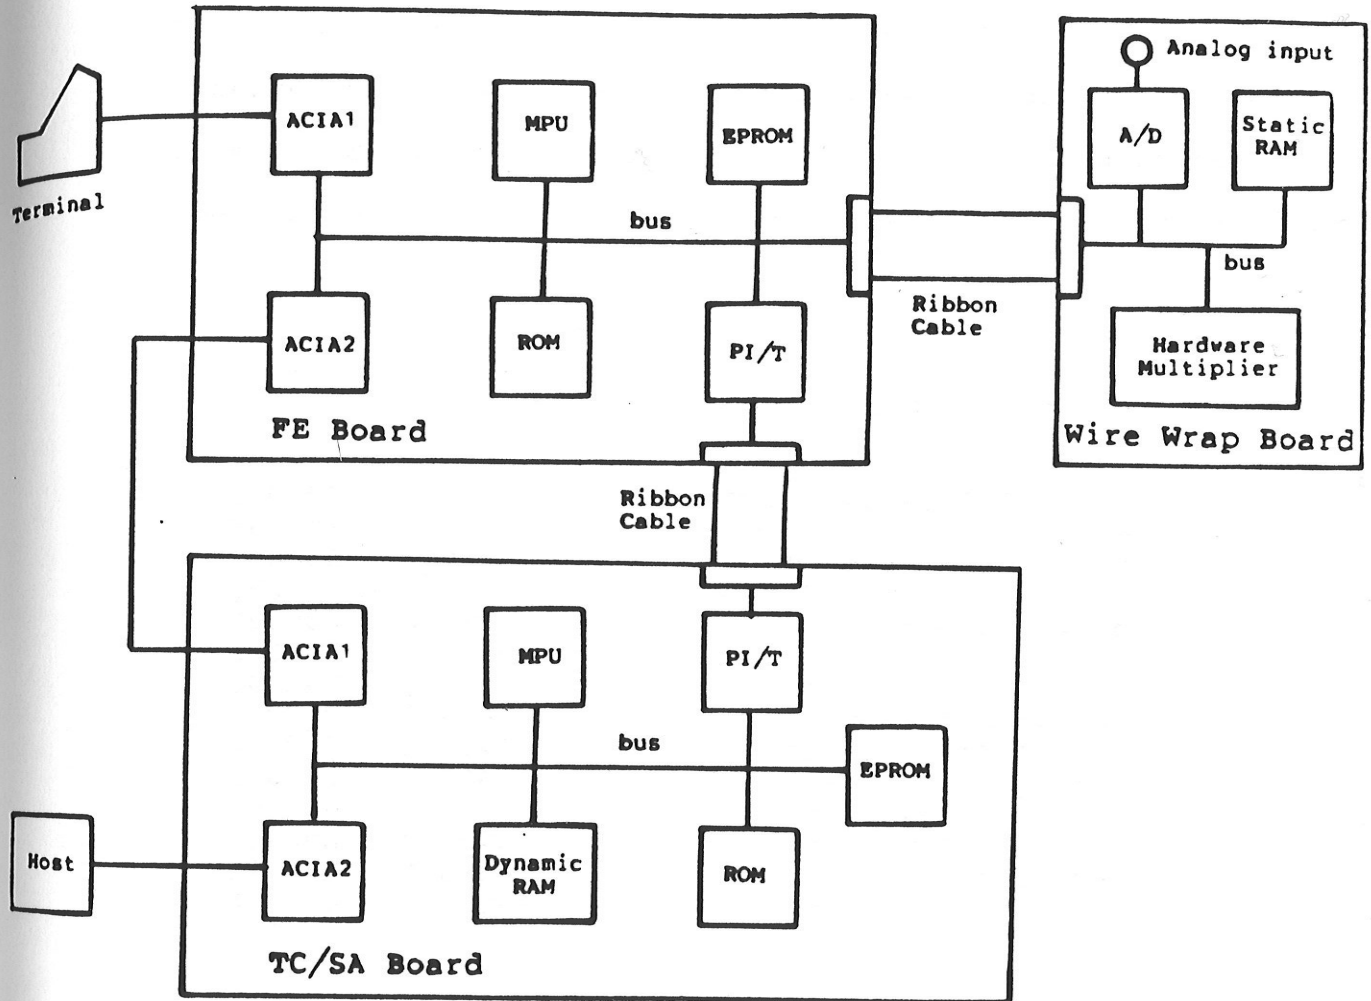 Analog input
ACIA1
MPU
EPROM
A/D
Static
RAM
Terminal
bus
bus
Ribbon
Cable
ACIA2
ROM
PI/T
Hardware
Multiplier
FE Board
Wire Wrap Board
Ribbon
Cable
ACIA1
MPU
PI/T
bus
EPROM
Host
ACIA2
Dynamic
RAM
ROM
TC/SA Board